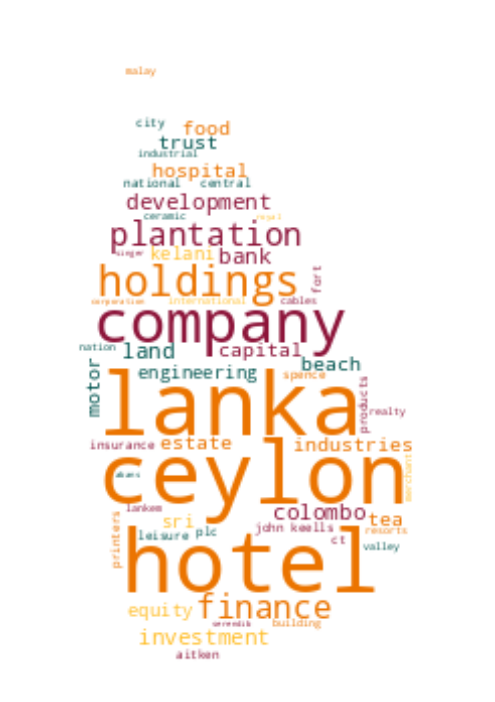 malay
city
food
trust
industrial
hospital
national central
development
ceramic
royal
plantation
singer kelani bank
holdings
fort
corporation international cables
company
nation land capital
beach
motor
engineering
spence
lanka
products
realty
insurance estate industries
ceylon
merchant
abans
lankem
colombo
sri
tea
printers
john keells
leisure plc
resorts
ct
valley
hotel
equity finance
serendib building
investment
aitken